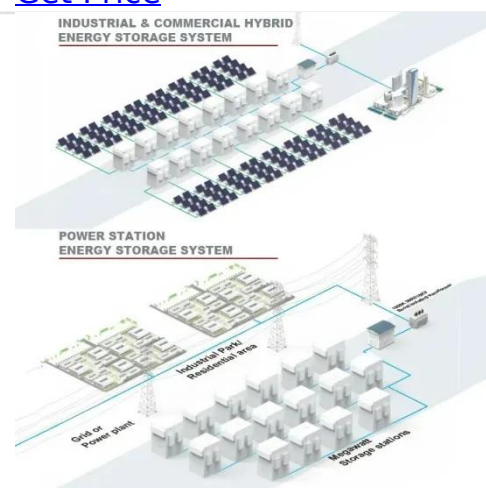 Get Price
INDUSTRIAL & COMMERCIAL HYBRID
ENERGY STORAGE SYSTEM
POWER STATION
ENERGY STORAGE SYSTEM
Industrial Park/
Residential area
Grid or
Power plant
Megawatt
Storage stations